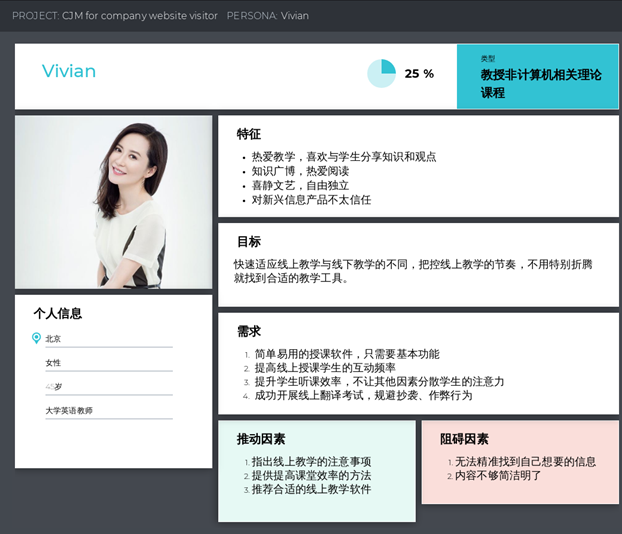 PROJECT: CJM for company website visitor PERSONA: Vivian
Vivian
25 %
类型
教授非计算机相关理论
课程
特征
• 热爱教学，喜欢与学生分享知识和观点
• 知识广博，热爱阅读
• 喜静文艺，自由独立
• 对新兴信息产品不太信任
目标
快速适应线上教学与线下教学的不同，把控线上教学的节奏，不用特别折腾
就找到合适的教学工具。
个人信息
北京
女性
45岁
大学英语教师
需求
1. 简单易用的授课软件，只需要基本功能
2. 提高线上授课学生的互动频率
3. 提升学生听课效率，不让其他因素分散学生的注意力
4. 成功开展线上翻译考试，规避抄袭、作弊行为
推动因素
1. 指出线上教学的注意事项
2. 提供提高课堂效率的方法
3. 推荐合适的线上教学软件
阻碍因素
1. 无法精准找到自己想要的信息
2. 内容不够简洁明了